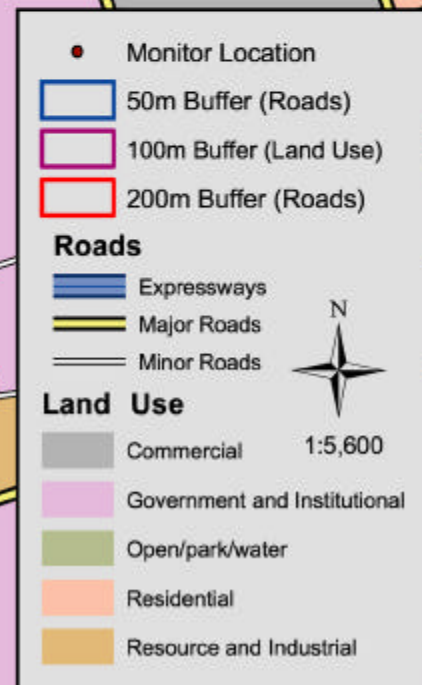 Monitor Location
50m Buffer (Roads)
100m Buffer (Land Use)
200m Buffer (Roads)
Roads
Expressways
Major Roads
Minor Roads
N
Land Use
1:5,600
Commercial
Government and Institutional
Open/park/water
Residential
Resource and Industrial